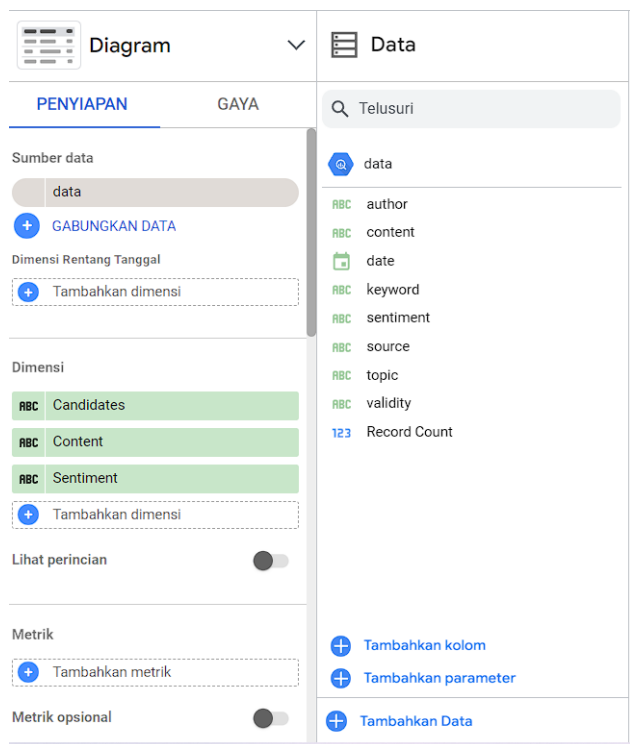 Diagram
PENYIAPAN GAYA
Sumber data
data
GABUNGKAN DATA
Dimensi Rentang Tanggal
Tambahkan dimensi
Dimensi
ABC Candidates
ABC Content
ABC Sentiment
Tambahkan dimensi
Lihat perincian
Metrik
Tambahkan metrik
Metrik opsional
Data
Telusuri
data
ABC author
ABC content
date
ABC keyword
ABC sentiment
ABC source
ABC topic
ABC validity
123 Record Count
Tambahkan kolom
Tambahkan parameter
Tambahkan Data